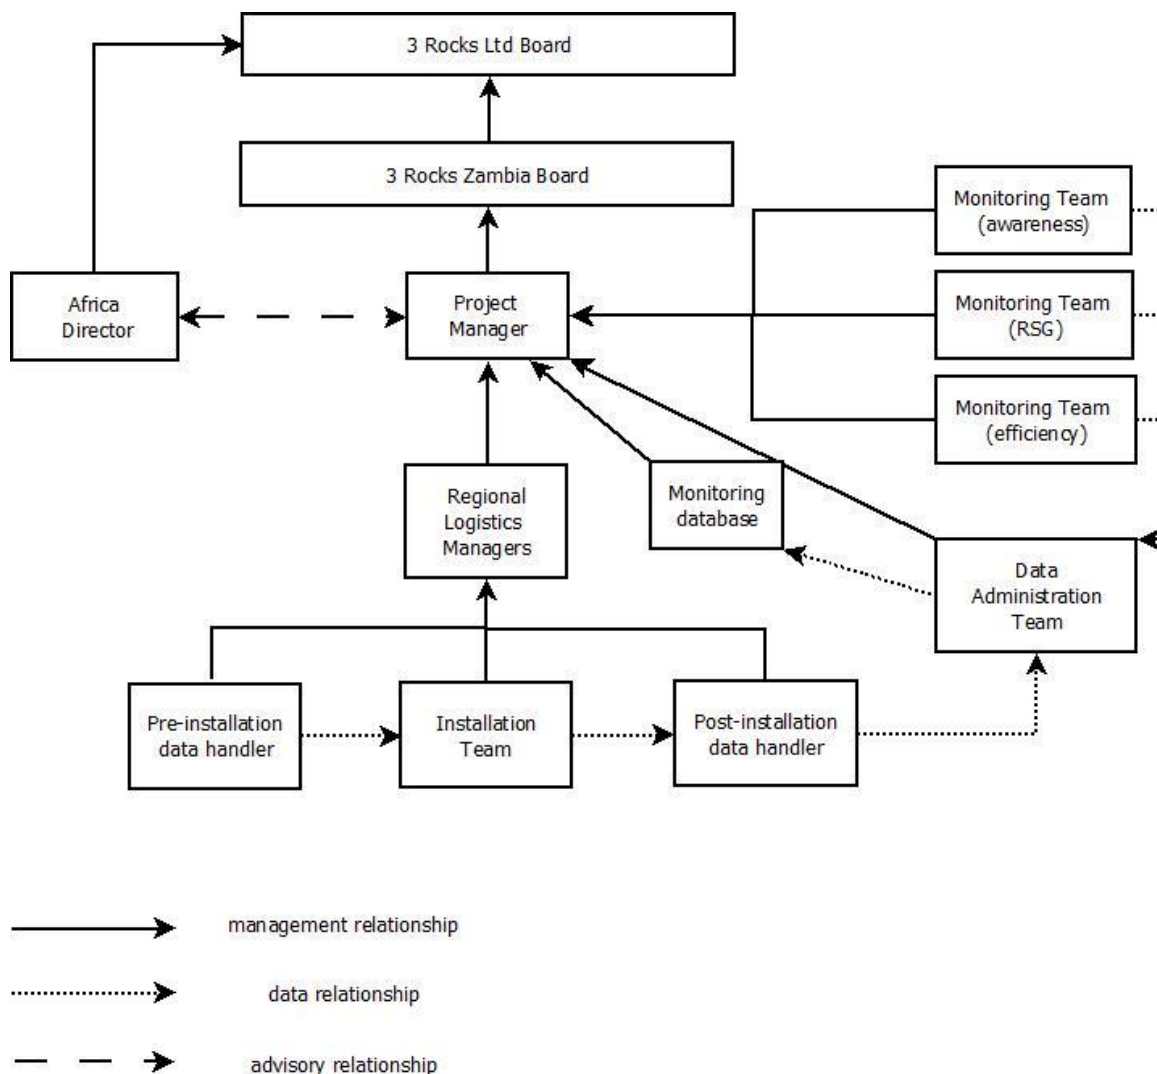 3 Rocks Ltd Board
3 Rocks Zambia Board
Monitoring Team
(awareness)
Africa
Director
Project
Manager
Monitoring Team
(RSG)
Monitoring Team
(efficiency)
Regional
Logistics
Managers
Monitoring
database
Data
Administration
Team
Pre-installation
data handler
Installation
Team
Post-installation
data handler
management relationship
data relationship
advisory relationship